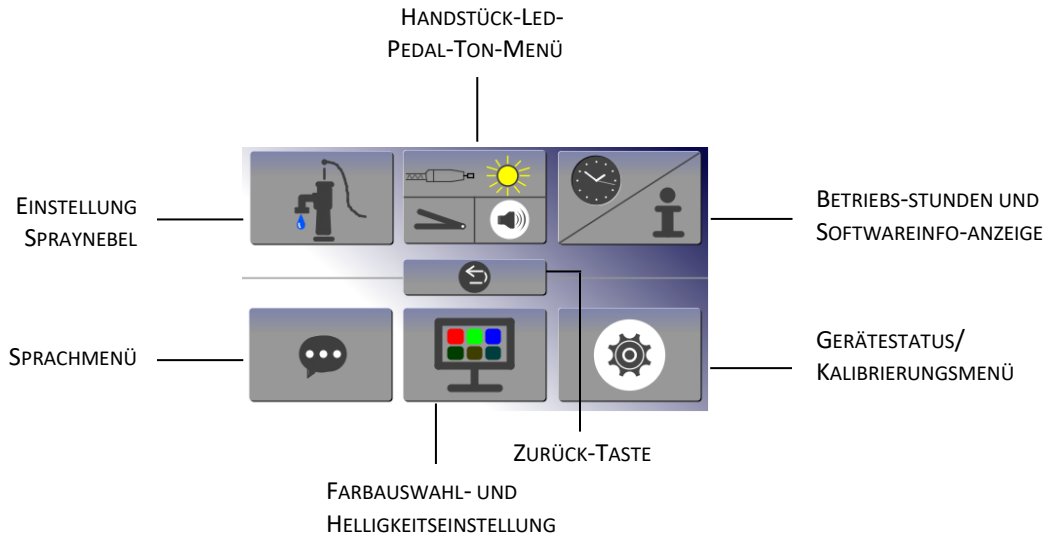 HANDSTÜCK-LED-
PEDAL-TON-MENÜ
EINSTELLUNG
SPRAYNEBEL
BETRIEBS-STUNDEN UND
SOFTWAREINFO-ANZEIGE
SPRACHMENÜ
GERÄTESTATUS/
KALIBRIERUNGSMENÜ
ZURÜCK-TASTE
FARBAUSWAHL- UND
HELLIGKEITSEINSTELLUNG